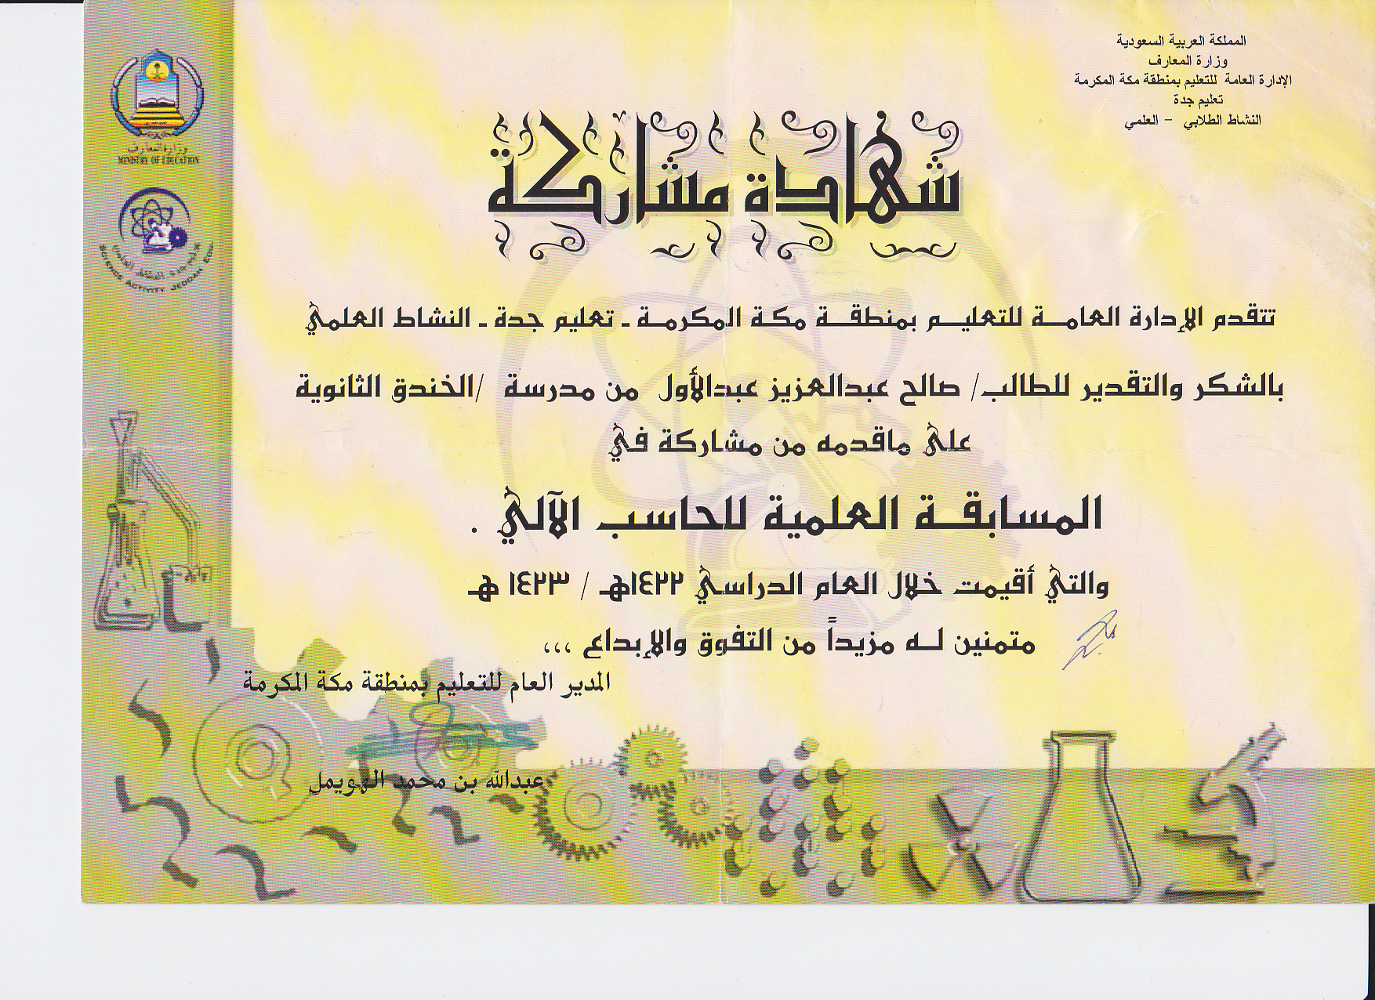 المملكة العربية السعودية
وزارة المعارف
الإدارة العامة للتعليم بمنطقة مكة المكرمة
تعليم جدة
النشاط الطلابي - العلمي
وزارة المعارف
MINISTRY OF EDUCATION
SCIENCE ACTIVITY JEDDAH
شهادة مشاركة
تتقدم الإدارة العامة للتعليم بمنطقة مكة المكرمة - تعليم جدة - النشاط العلمي
بالشكر والتقدير للطالب/ صالح عبدالعزيز عبدالأول من مدرسة /الخندق الثانوية
على ماقدمه من مشاركة في
المسابقة العلمية للحاسب الآلي .
والتي أقيمت خلال العام الدراسي ١٤٢٢هـ / ١٤٢٣ هـ
متمنين له مزيداً من التفوق والإبداع ،،،
المدير العام للتعليم بمنطقة مكة المكرمة
عبدالله بن محمد الهويمل